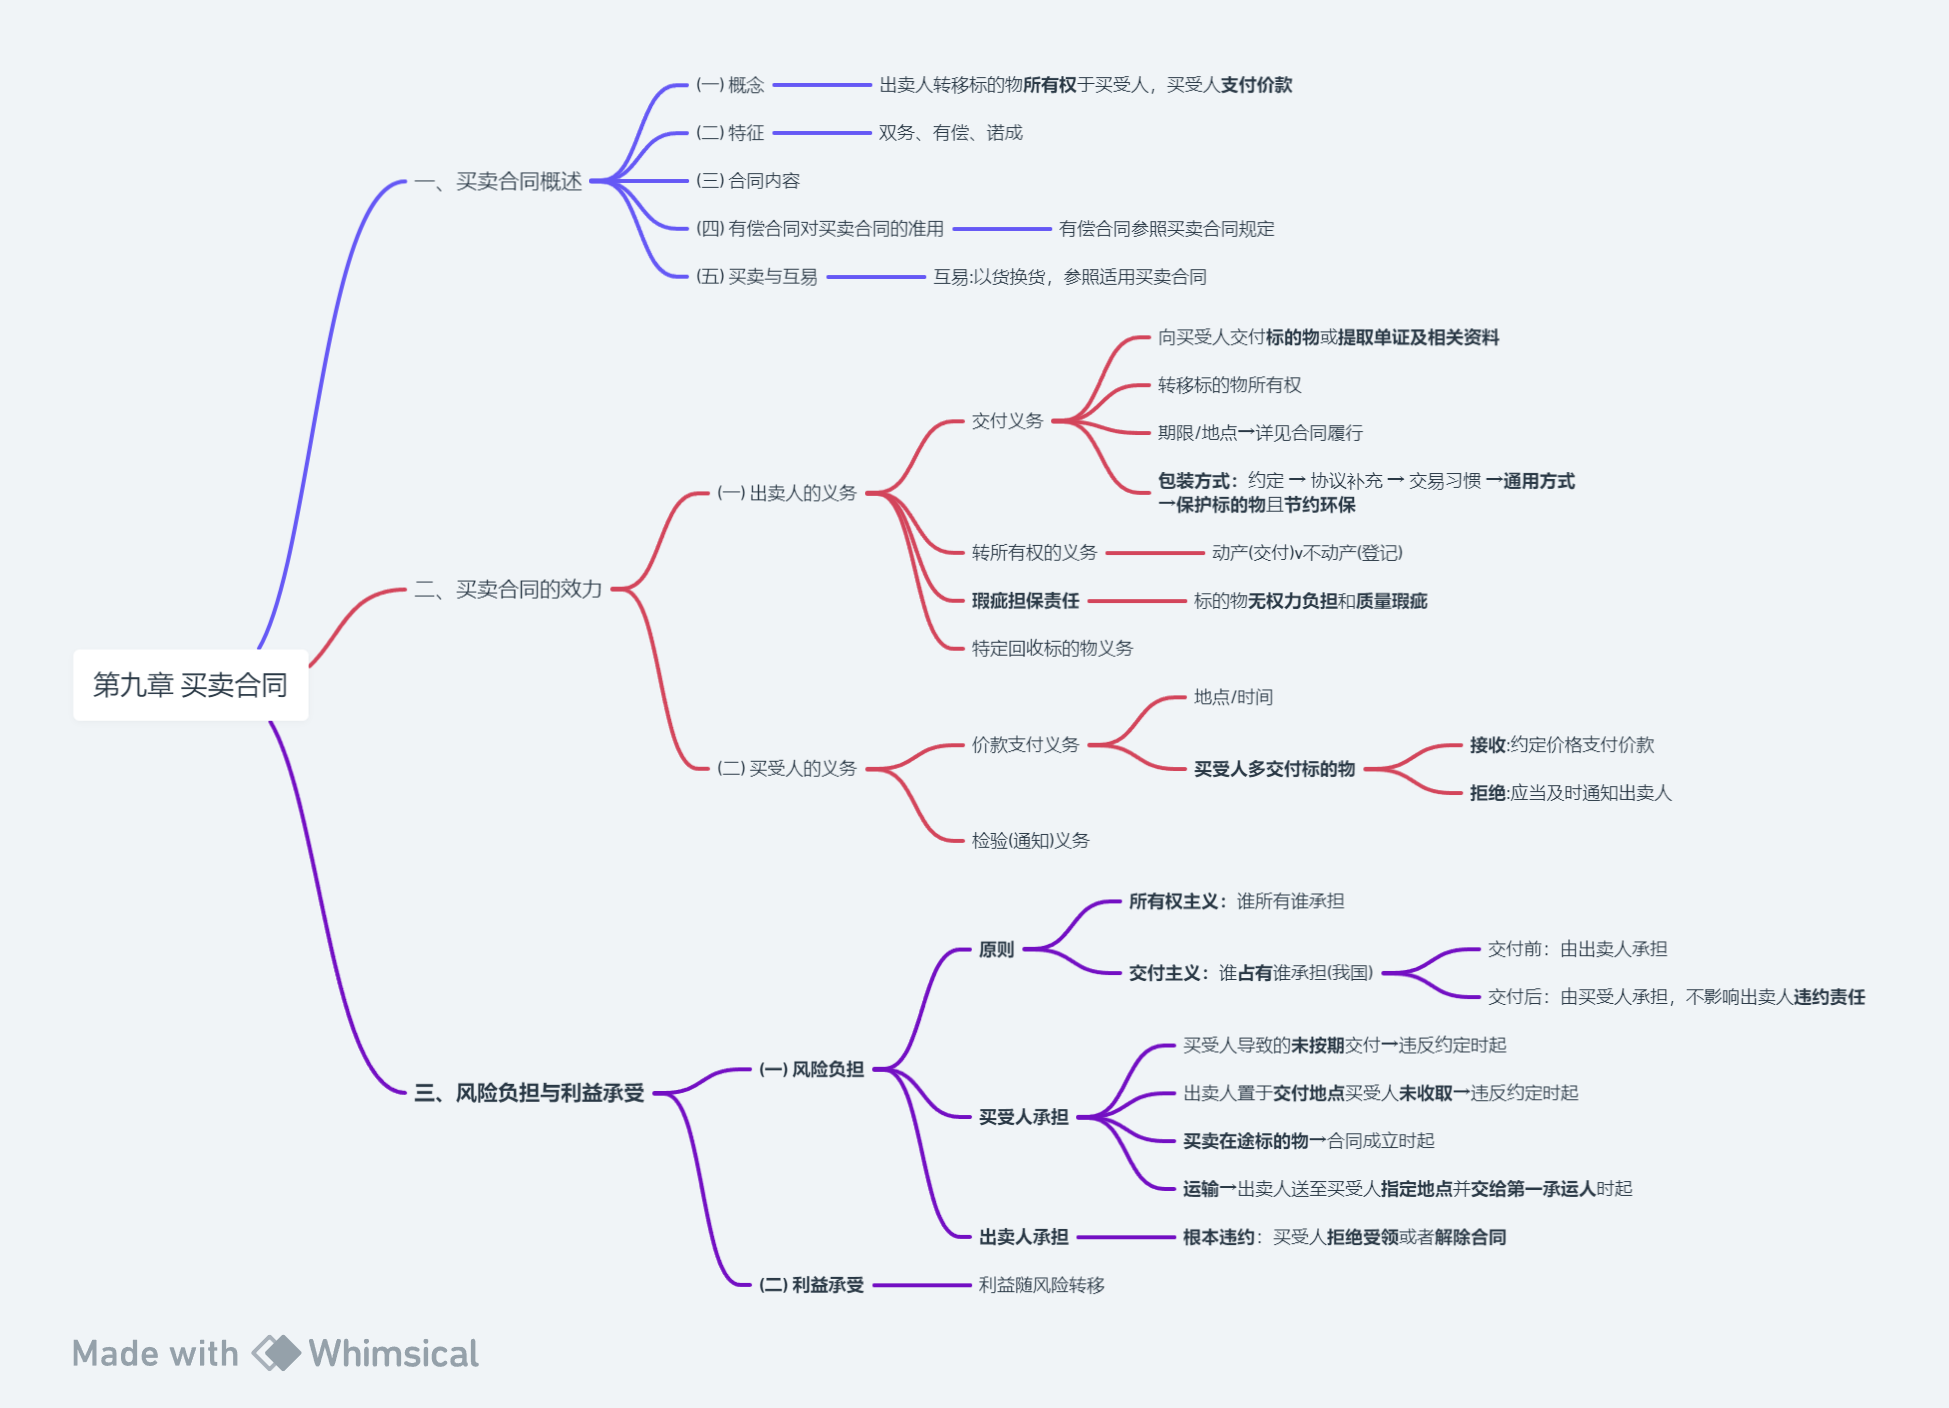 第九章 买卖合同
一、买卖合同概述
(一) 概念
出卖人转移标的物所有权于买受人，买受人支付价款
(二) 特征
双务、有偿、诺成
(三) 合同内容
(四) 有偿合同对买卖合同的准用
有偿合同参照买卖合同规定
(五) 买卖与互易
互易:以货换货，参照适用买卖合同
二、买卖合同的效力
(一) 出卖人的义务
交付义务
向买受人交付标的物或提取单证及相关资料
转移标的物所有权
期限/地点→详见合同履行
包装方式：约定 → 协议补充 → 交易习惯 →通用方式
→保护标的物且节约环保
转所有权的义务
动产(交付)v不动产(登记)
瑕疵担保责任
标的物无权力负担和质量瑕疵
特定回收标的物义务
(二) 买受人的义务
价款支付义务
地点/时间
买受人多交付标的物
接收:约定价格支付价款
拒绝:应当及时通知出卖人
检验(通知)义务
三、风险负担与利益承受
(一) 风险负担
原则
所有权主义：谁所有谁承担
交付主义：谁占有谁承担(我国)
交付前：由出卖人承担
交付后：由买受人承担，不影响出卖人违约责任
买受人承担
买受人导致的未按期交付→违反约定时起
出卖人置于交付地点买受人未收取→违反约定时起
买卖在途标的物→合同成立时起
运输→出卖人送至买受人指定地点并交给第一承运人时起
出卖人承担
根本违约：买受人拒绝受领或者解除合同
(二) 利益承受
利益随风险转移
Made with Whimsical